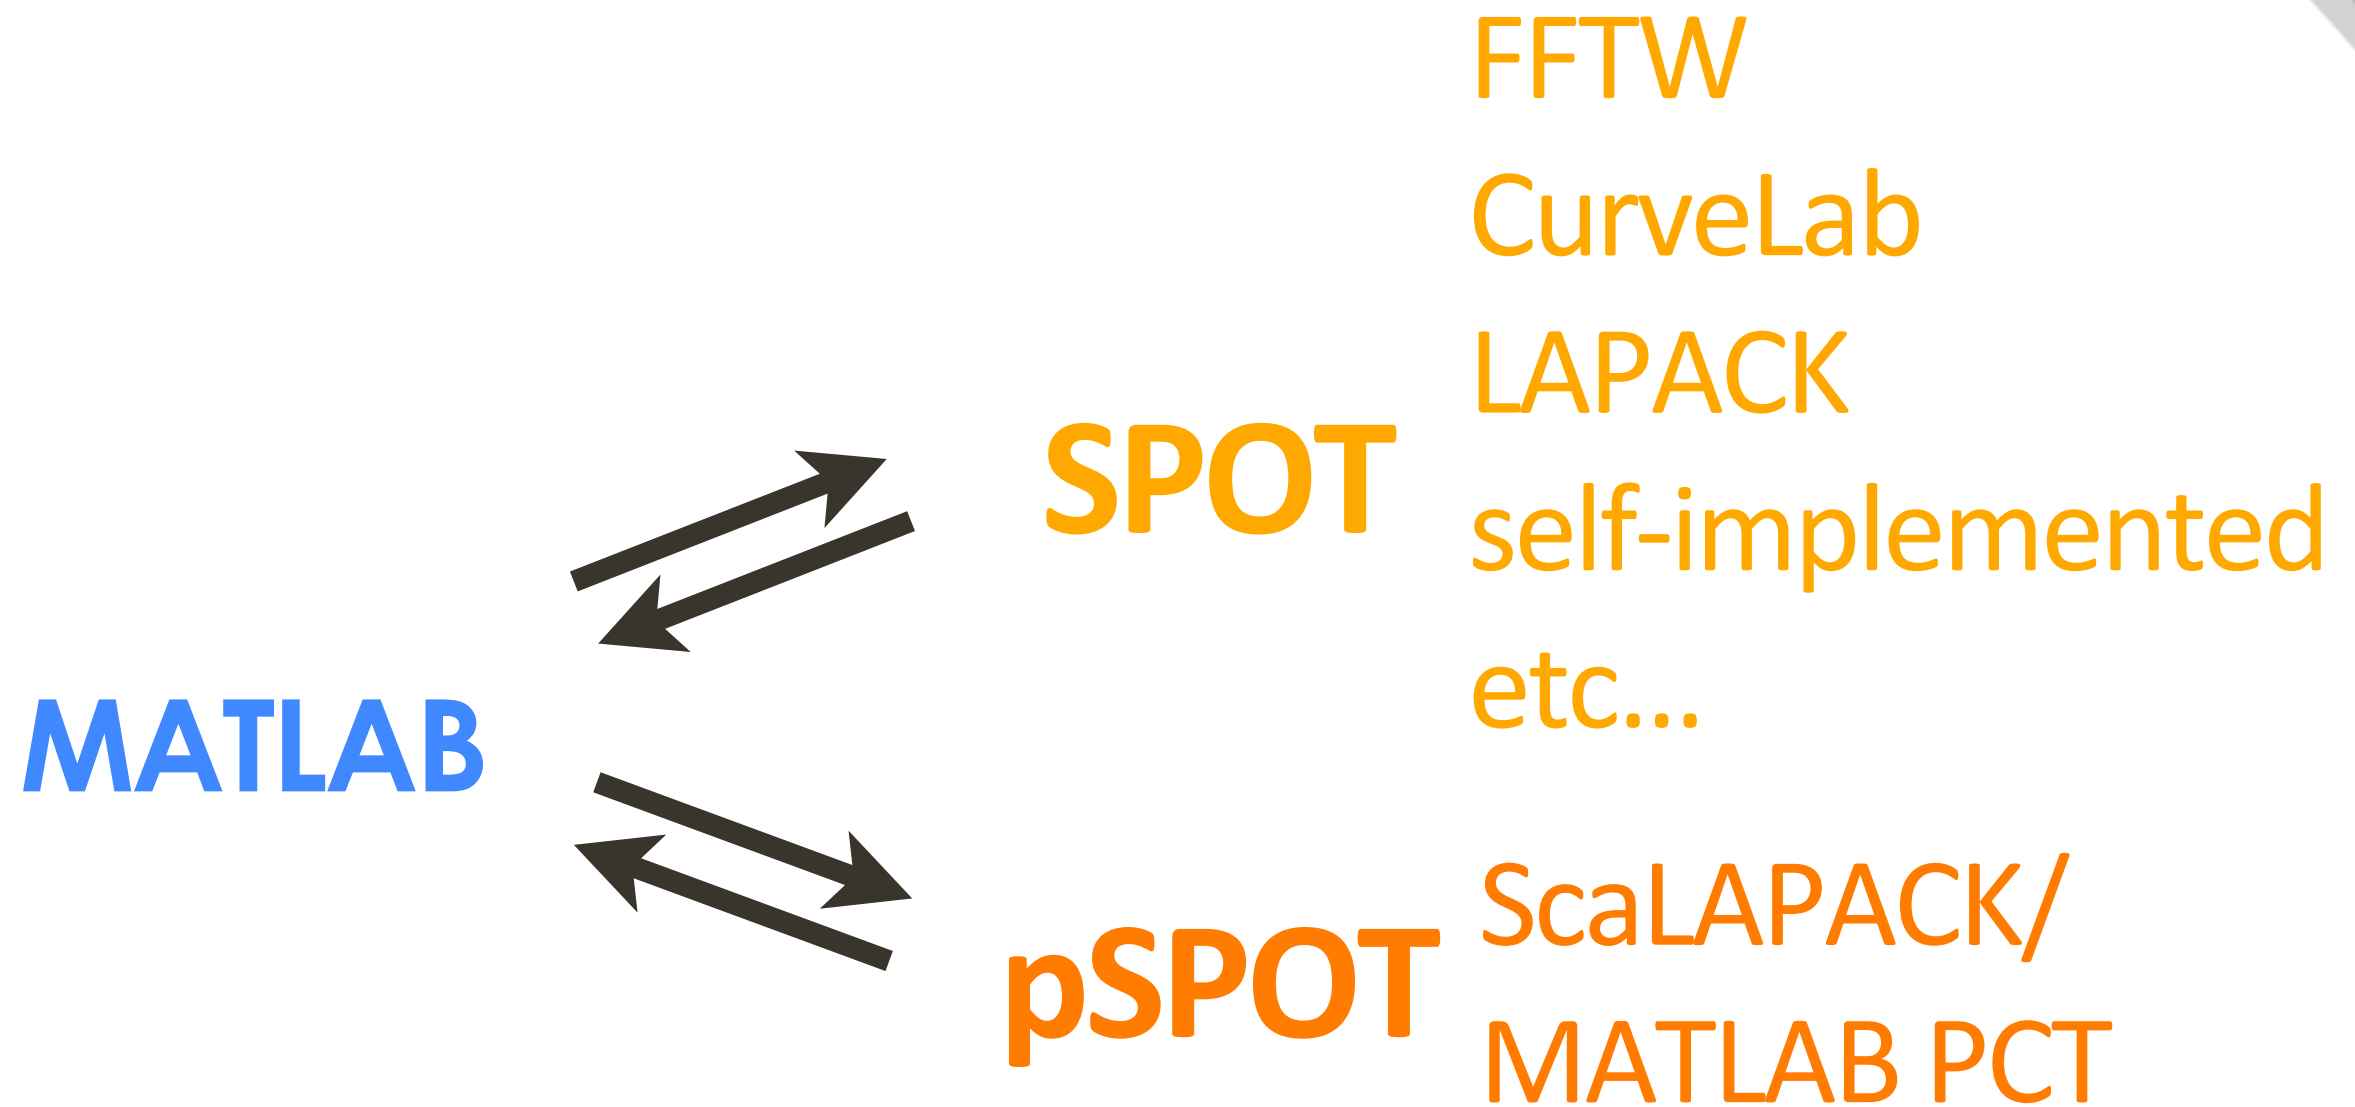 FFTW
CurveLab
LAPACK
SPOT
self-implemented
etc...
MATLAB
ScaLAPACK/
pSPOT
MATLAB PCT